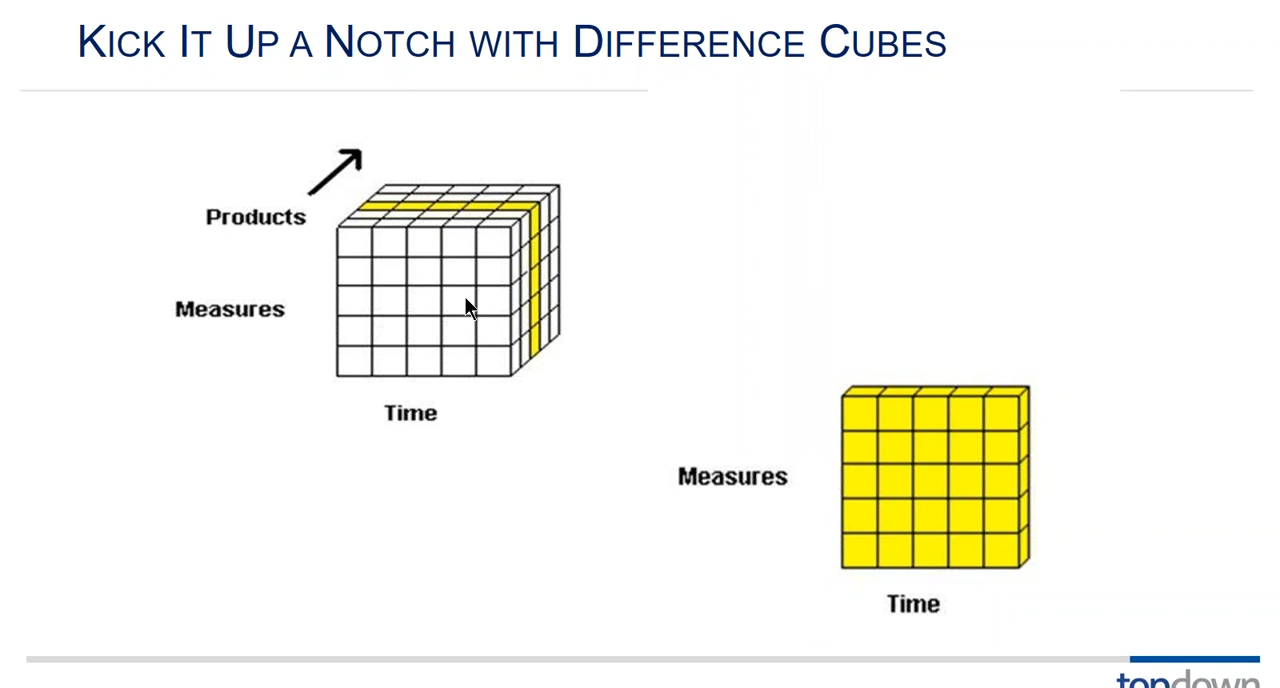 KICK IT UP A NOTCH WITH DIFFERENCE CUBES
Products
Measures
Time
Measures
Time
topdown